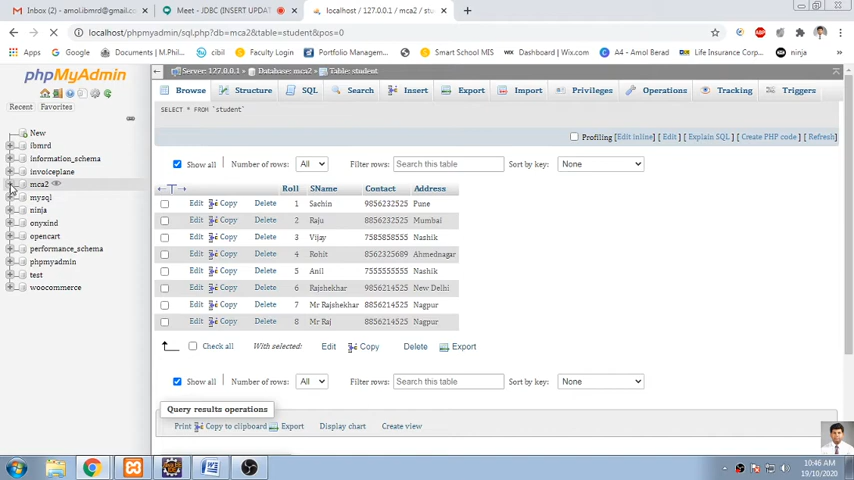 Inbox (2) - amol.ibmrd@gmail.co
Meet - JDBC (INSERT UPDAT
localhost / 127.0.0.1 / mca2 / stu
localhost/phpmyadmin/sql.php?db=mca2&table=student&pos=0
Apps Google Documents | M.Phil cibil Faculty Login Portfolio Management... Smart School MIS Dashboard - Wix.com A4 - Amol Berad Life Insurance Corp... ninja
phpMyAdmin
Recent Favorites
New
ibmrd
information_schema
invoiceplane
mca2
mysql
ninja
onyxind
opencart
performance_schema
phpmyadmin
test
woocommerce
Server: 127.0.0.1 » Database: mca2 » Table: student
Browse Structure SQL Search Insert Export Import Privileges Operations Tracking Triggers
SELECT * FROM `student`
Profiling [Edit inline] [ Edit ] [ Explain SQL ] [ Create PHP code ] [ Refresh]
Show all Number of rows: All Filter rows: Search this table Sort by key: None
Roll SName Contact Address
Edit Copy Delete 1 Sachin 9856232525 Pune
Edit Copy Delete 2 Raju 8856232525 Mumbai
Edit Copy Delete 3 Vijay 7585858555 Nashik
Edit Copy Delete 4 Rohit 8562325689 Ahmednagar
Edit Copy Delete 5 Anil 7555555555 Nashik
Edit Copy Delete 6 Rajshekhar 9856214525 New Delhi
Edit Copy Delete 7 Mr Rajshekhar 8856214525 Nagpur
Edit Copy Delete 8 Mr Raj 8856214525 Nagpur
Check all With selected: Edit Copy Delete Export
Show all Number of rows: All Filter rows: Search this table Sort by key: None
Query results operations
Print Copy to clipboard Export Display chart Create view
10:46 AM
19/10/2020